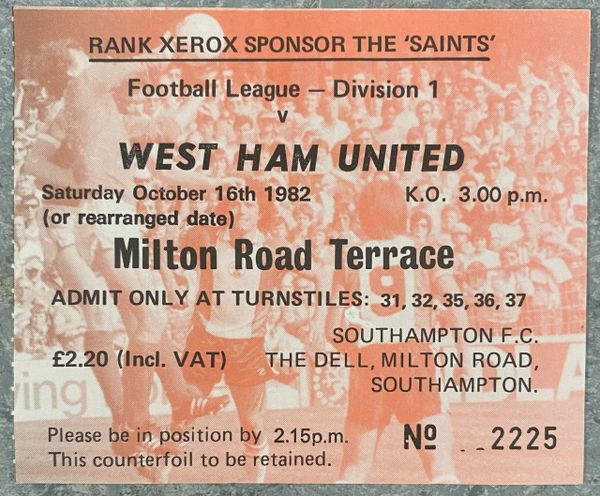 RANK XEROX SPONSOR THE 'SAINTS'
Football League — Division 1
v
WEST HAM UNITED
Saturday October 16th 1982 K.O. 3.00 p.m.
(or rearranged date)
Milton Road Terrace
ADMIT ONLY AT TURNSTILES: 31, 32, 35, 36, 37
SOUTHAMPTON F.C.
£2.20 (Incl. VAT) THE DELL, MILTON ROAD,
SOUTHAMPTON.
wing
9
Please be in position by 2.15p.m. Nº 2225
This counterfoil to be retained.